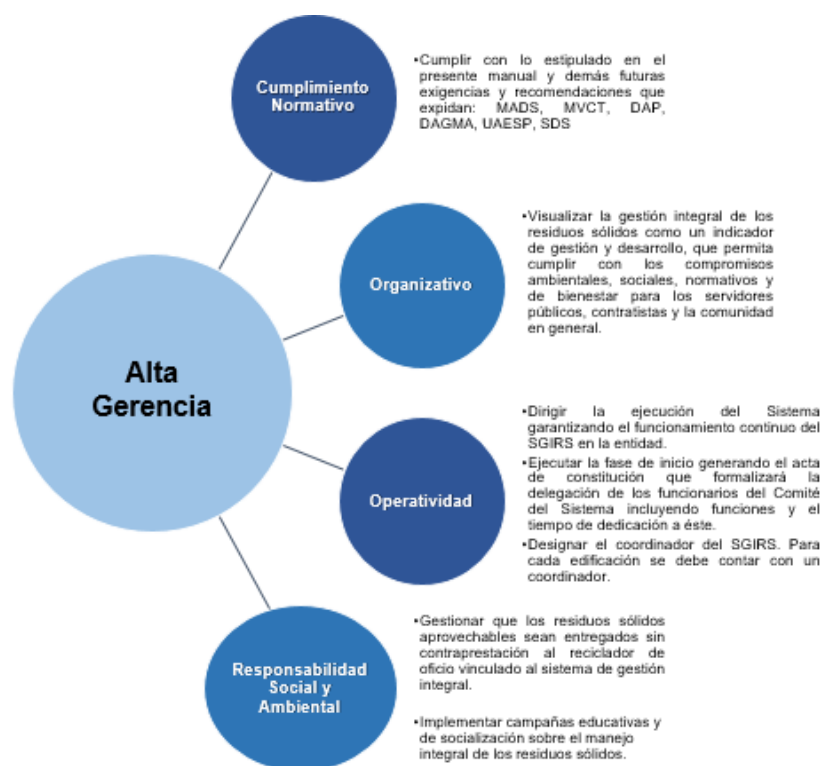 Cumplimiento
Normativo
•Cumplir con lo estipulado en el
presente manual y demás futuras
exigencias y recomendaciones que
expidan: MADS, MVCT, DAP,
DAGMA, UAESP, SDS
Organizativo
•Visualizar la gestión integral de los
residuos sólidos como un indicador
de gestión y desarrollo, que permita
cumplir con los compromisos
ambientales, sociales, normativos y
de bienestar para los servidores
públicos, contratistas y la comunidad
en general.
Alta
Gerencia
Operatividad
•Dirigir la ejecución del Sistema
garantizando el funcionamiento continuo del
SGIRS en la entidad.
•Ejecutar la fase de inicio generando el acta
de constitución que formalizará la
delegación de los funcionarios del Comité
del Sistema incluyendo funciones y el
tiempo de dedicación a éste.
•Designar el coordinador del SGIRS. Para
cada edificación se debe contar con un
coordinador.
Responsabilidad
Social y
Ambiental
•Gestionar que los residuos sólidos
aprovechables sean entregados sin
contraprestación al reciclador de
oficio vinculado al sistema de gestión
integral.
•Implementar campañas educativas y
de socialización sobre el manejo
integral de los residuos sólidos.